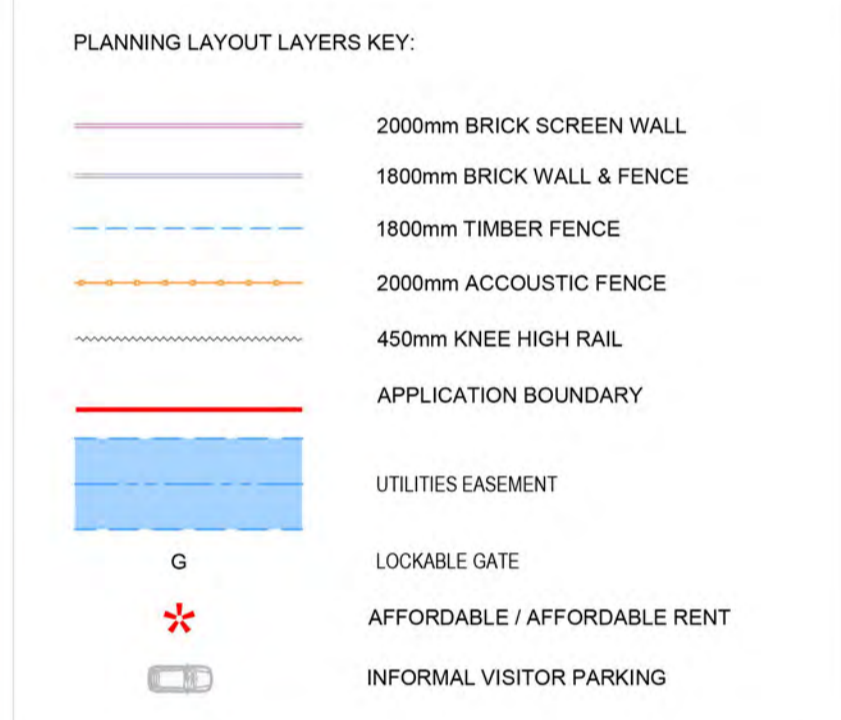 PLANNING LAYOUT LAYERS KEY:
2000mm BRICK SCREEN WALL
1800mm BRICK WALL & FENCE
1800mm TIMBER FENCE
2000mm ACCOUSTIC FENCE
450mm KNEE HIGH RAIL
APPLICATION BOUNDARY
UTILITIES EASEMENT
G LOCKABLE GATE
AFFORDABLE / AFFORDABLE RENT
INFORMAL VISITOR PARKING